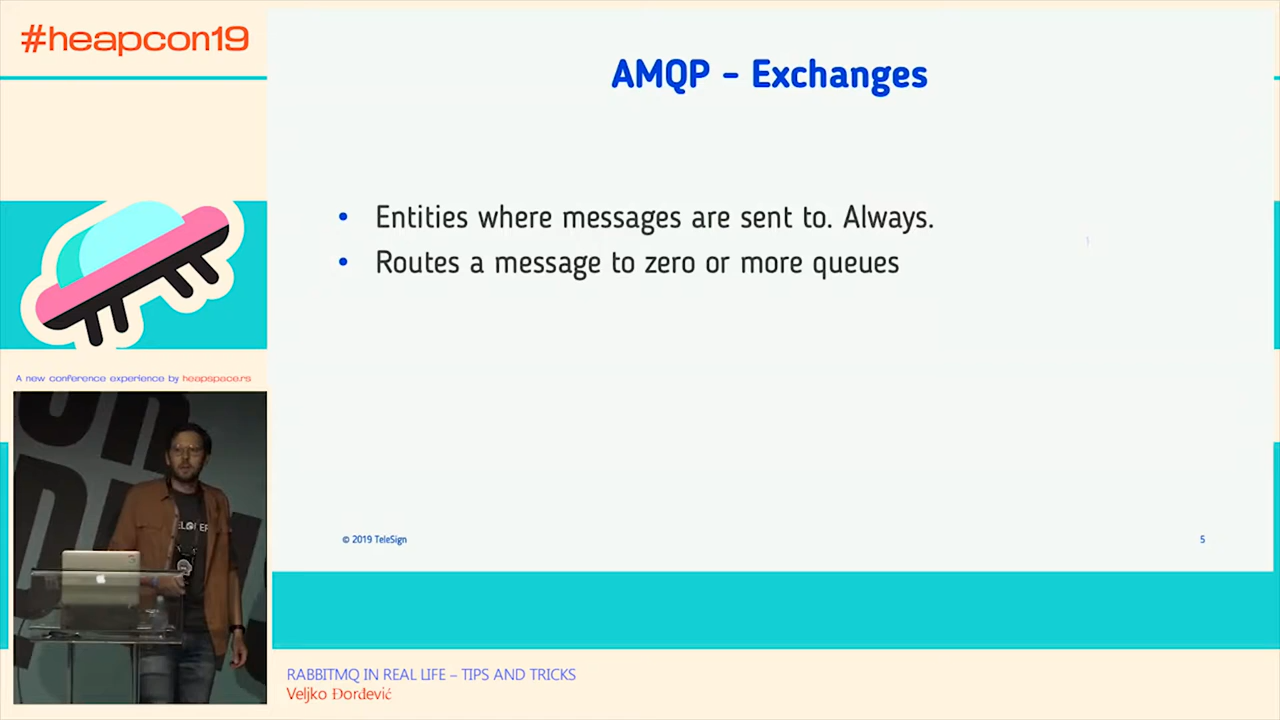 #heapcon19
AMQP – Exchanges
• Entities where messages are sent to. Always.
• Routes a message to zero or more queues
A new conference experience by heapspace.rs
© 2019 TeleSign
5
RABBITMQ IN REAL LIFE – TIPS AND TRICKS
Veljko Đorđević